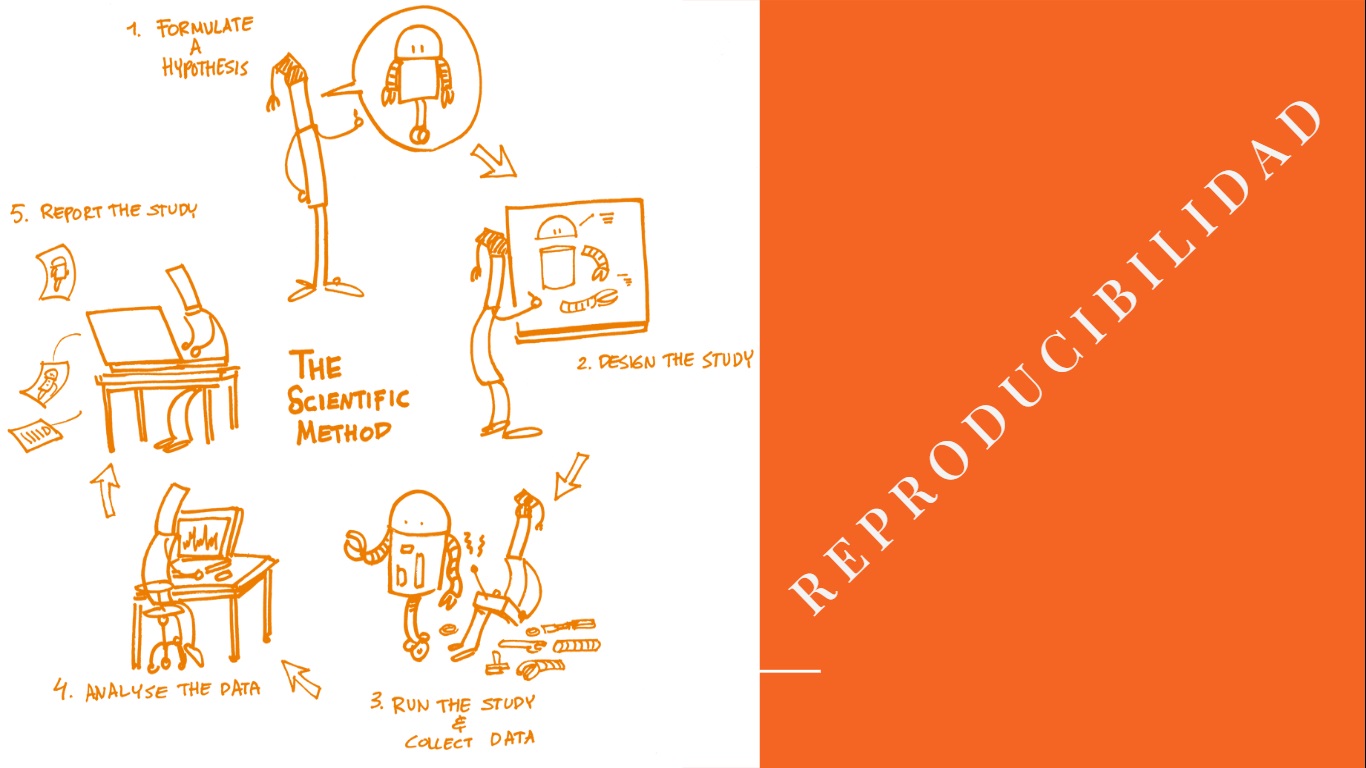 1. FORMULATE
A
HYPOTHESIS
2. DESIGN THE STUDY
3. RUN THE STUDY
&
COLLECT DATA
4. ANALYSE THE DATA
5. REPORT THE STUDY
THE
SCIENTIFIC
METHOD
REPRODUCIBILIDAD